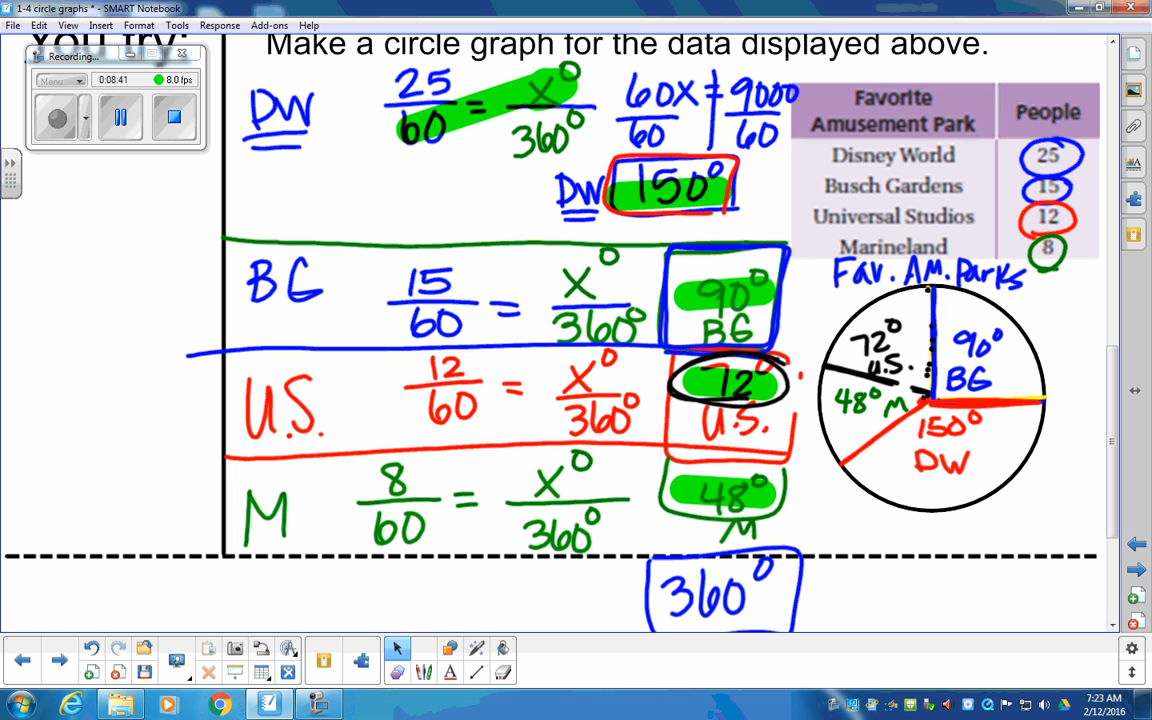 1-4 circle graphs * - SMART Notebook
File Edit View Insert Format Tools Response Add-ons Help
You try:
Make a circle graph for the data displayed above.
Recording...
Menu 0:08:41 8.0 fps
DW 25/60 = x°/360° 60x = 9000
60 60
DW 150°
Favorite Amusement Park People
Disney World 25
Busch Gardens 15
Universal Studios 12
Marineland 8
BG 15/60 = x°/360° 90° BG
U.S. 12/60 = x°/360° 72° U.S.
M 8/60 = x°/360° 48° M
360°
Fav. AM. Parks
72° U.S.
90° BG
48° M
150° DW
7:23 AM
2/12/2016